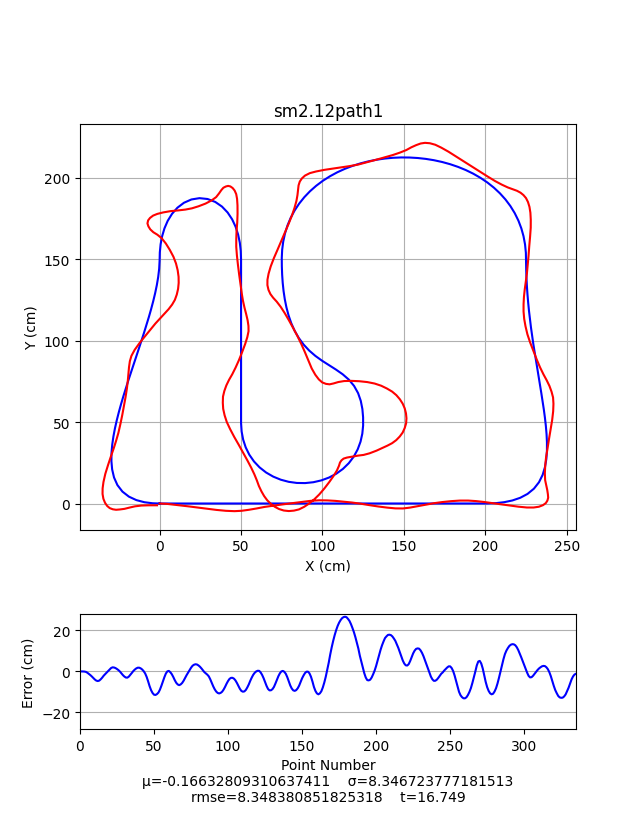 sm2.12path1
200
150
100
50
0
Y (cm)
0 50 100 150 200 250
X (cm)
20
0
−20
Error (cm)
0 50 100 150 200 250 300
Point Number
μ=-0.16632809310637411 σ=8.346723777181513
rmse=8.348380851825318 t=16.749